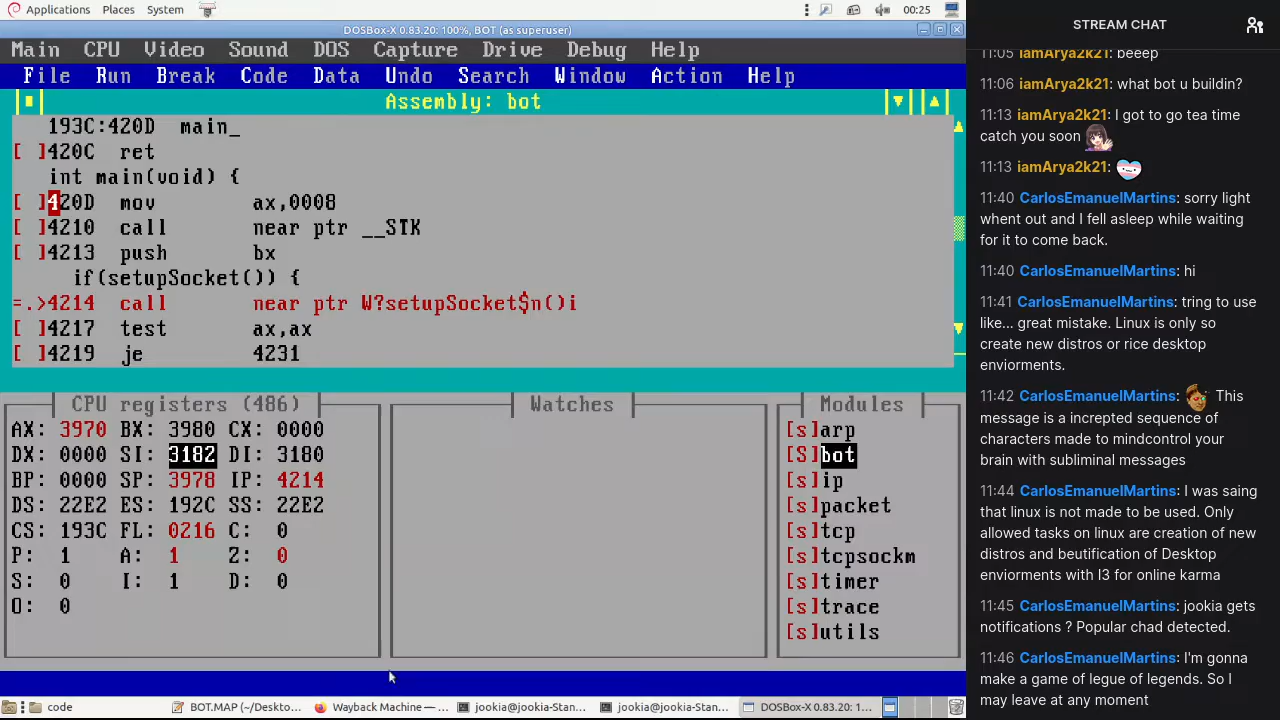 Applications Places System 00:25
DOSBox-X 0.83.20: 100%, BOT (as superuser)
Main CPU Video Sound DOS Capture Drive Debug Help
File Run Break Code Data Undo Search Window Action Help
Assembly: bot
193C:420D main_
[ ]420C ret
int main(void) {
[ ]420D mov ax,0008
[ ]4210 call near ptr __STK
[ ]4213 push bx
if(setupSocket()) {
=.>4214 call near ptr W?setupSocket$n()i
[ ]4217 test ax,ax
[ ]4219 je 4231
CPU registers (486)
AX: 3970 BX: 3980 CX: 0000
DX: 0000 SI: 3182 DI: 3180
BP: 0000 SP: 3978 IP: 4214
DS: 22E2 ES: 192C SS: 22E2
CS: 193C FL: 0216 C: 0
P: 1 A: 1 Z: 0
S: 0 I: 1 D: 0
O: 0
Watches
Modules
[s]arp
[S]bot
[s]ip
[s]packet
[s]tcp
[s]tcpsockm
[s]timer
[s]trace
[s]utils
code BOT.MAP (~/Deskto... Wayback Machine — ... jookia@jookia-Stan... jookia@jookia-Stan... DOSBox-X 0.83.20: 1...
STREAM CHAT
11:05 iamArya2k21: beeep
11:06 iamArya2k21: what bot u buildin?
11:13 iamArya2k21: I got to go tea time
catch you soon
11:13 iamArya2k21:
11:40 CarlosEmanuelMartins: sorry light
whent out and I fell asleep while waiting
for it to come back.
11:40 CarlosEmanuelMartins: hi
11:41 CarlosEmanuelMartins: tring to use
like... great mistake. Linux is only so
create new distros or rice desktop
enviorments.
11:42 CarlosEmanuelMartins: This
message is a increpted sequence of
characters made to mindcontrol your
brain with subliminal messages
11:44 CarlosEmanuelMartins: I was saing
that linux is not made to be used. Only
allowed tasks on linux are creation of new
distros and beutification of Desktop
enviorments with I3 for online karma
11:45 CarlosEmanuelMartins: jookia gets
notifications ? Popular chad detected.
11:46 CarlosEmanuelMartins: I'm gonna
make a game of legue of legends. So I
may leave at any moment